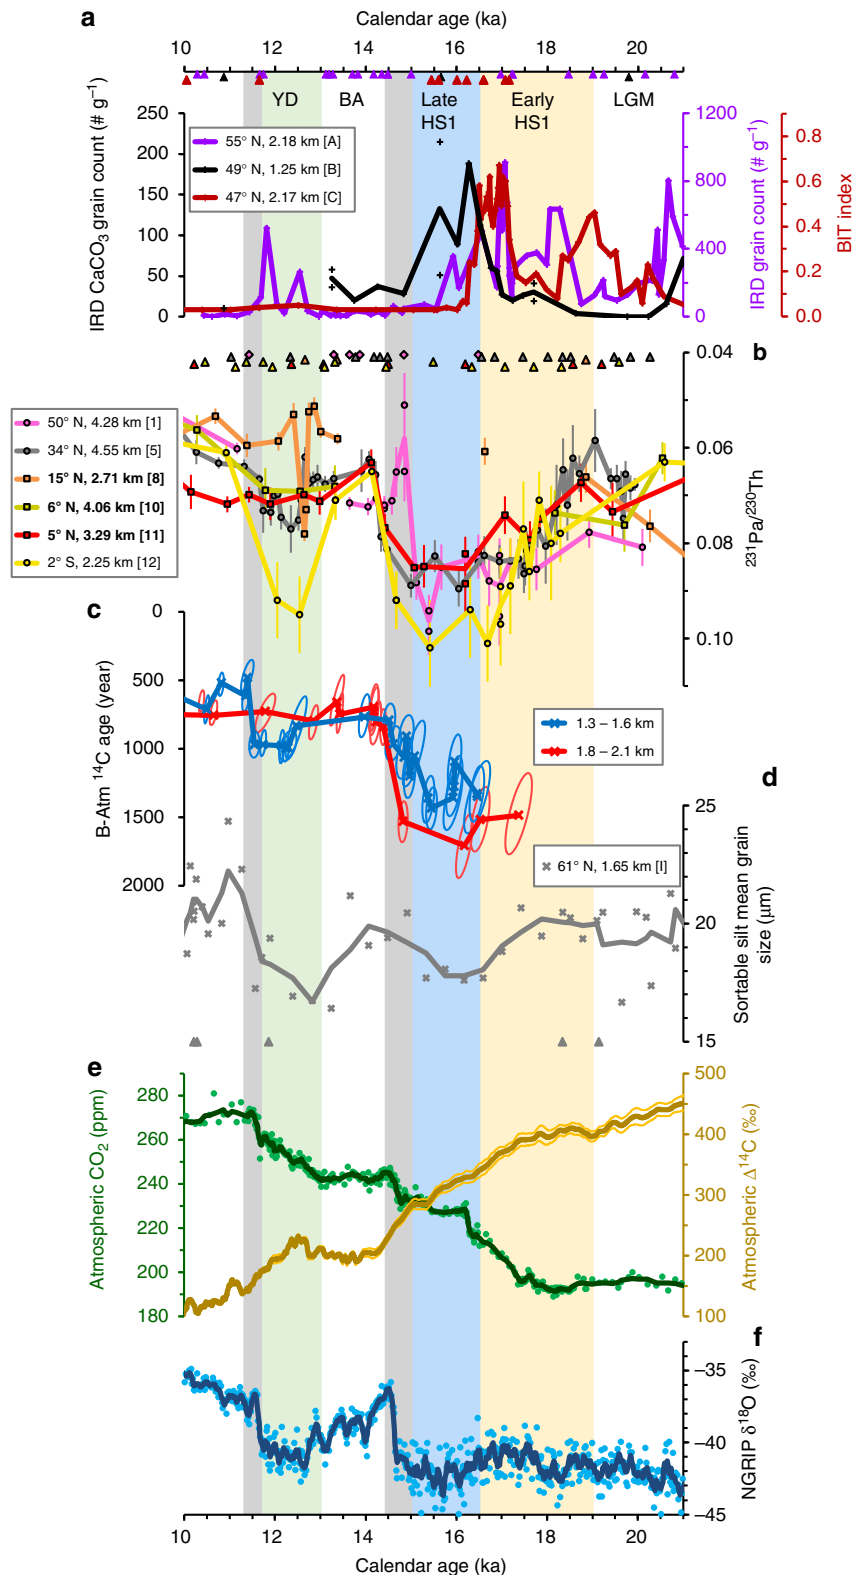 a
Calendar age (ka)
10 12 14 16 18 20
YD BA Late HS1 Early HS1 LGM
IRD CaCO₃ grain count (# g⁻¹)
250
200
150
100
50
0
55° N, 2.18 km [A]
49° N, 1.25 km [B]
47° N, 2.17 km [C]
1200
900
600
400
0
IRD grain count (# g⁻¹)
0.8
0.6
0.4
0.2
0.0
BIT index
b
0.04
0.06
0.08
0.10
²³¹Pa/²³⁰Th
50° N, 4.28 km [1]
34° N, 4.55 km [5]
15° N, 2.71 km [8]
6° N, 4.06 km [10]
5° N, 3.29 km [11]
2° S, 2.25 km [12]
c
0
500
1000
1500
2000
B-Atm ¹⁴C age (year)
1.3 – 1.6 km
1.8 – 2.1 km
d
25
20
15
Sortable silt mean grain
size (μm)
61° N, 1.65 km [I]
e
280
260
240
220
200
180
Atmospheric CO₂ (ppm)
500
400
300
200
100
Atmospheric Δ¹⁴C (‰)
f
–35
–40
–45
NGRIP δ¹⁸O (‰)
10 12 14 16 18 20
Calendar age (ka)